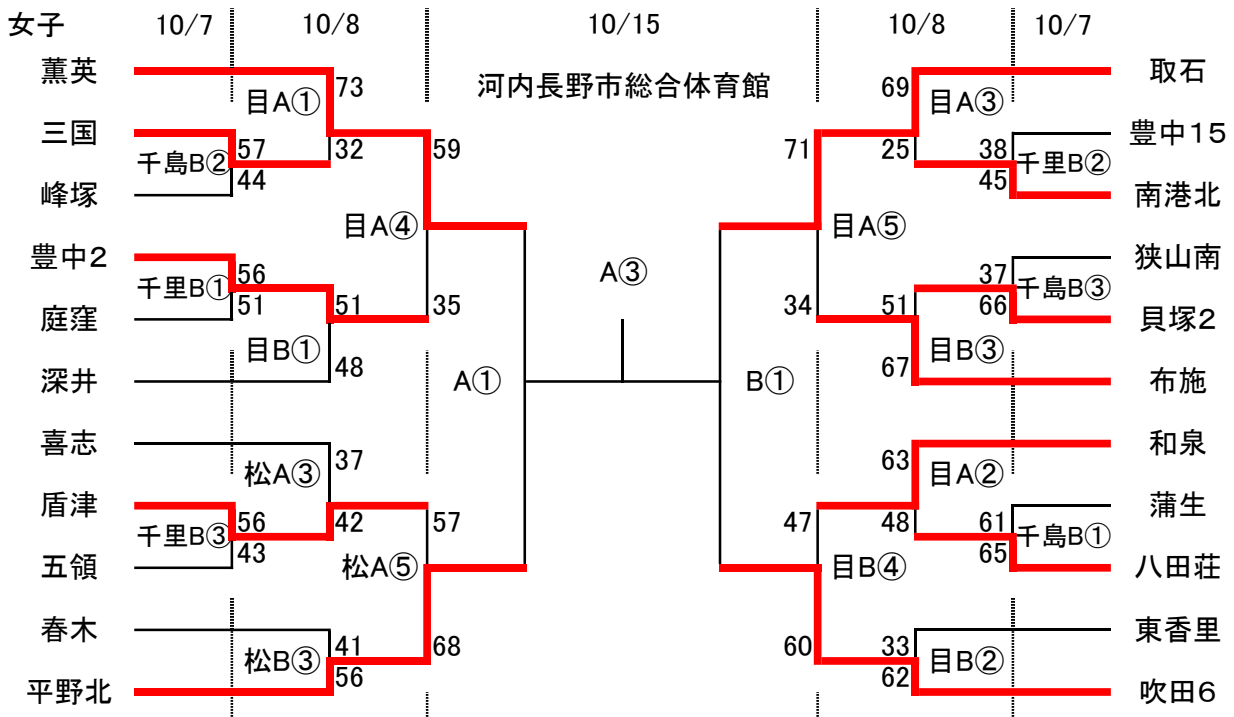 女子 10/7 10/8 10/15 10/8 10/7
河内長野市総合体育館
薫英 73 69 取石
目A① 目A③
三国 57 32 59 71 25 38 豊中15
千島B② 千里B②
峰塚 44 45 南港北
目A④ 目A⑤
豊中2 56 A③ 37 狭山南
千里B① 千島B③
庭窪 51 51 35 34 51 66 貝塚2
目B① 目B③
深井 48 A① B① 67 布施
喜志 37 63 和泉
松A③ 目A②
盾津 56 42 57 47 48 61 蒲生
千里B③ 千島B①
五領 43 65 八田荘
松A⑤ 目B④
春木 41 68 60 33 東香里
松B③ 目B②
平野北 56 62 吹田6